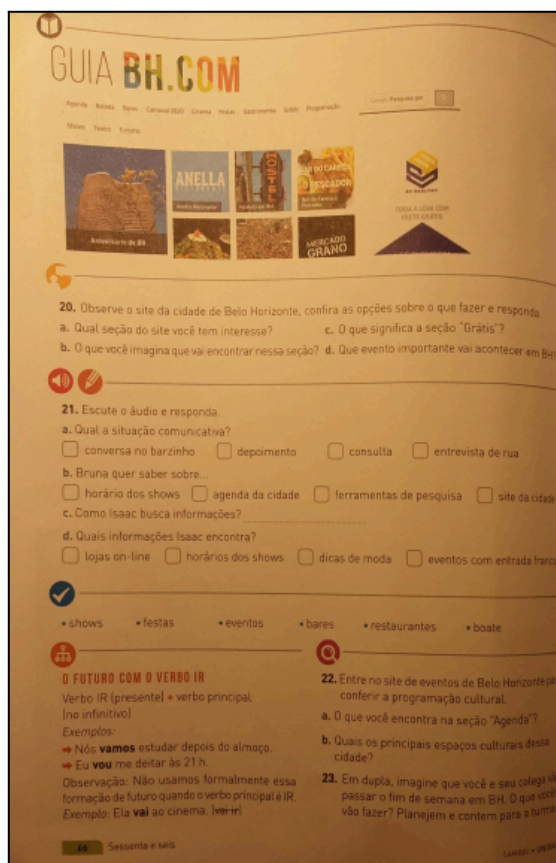 GUIA BH.COM
Agenda Balada Bares Carnaval 2020 Cinema Festas Gastronomia Grátis Programação
Shows Teatro Turismo
Pesquisa por
Aniversário de BH
ANELLA
HOSTEL
BAR DO CARECA
O PESCADOR
MERCADO
GRANO
TODA A LOJA COM
FRETE GRÁTIS
20. Observe o site da cidade de Belo Horizonte, confira as opções sobre o que fazer e responda
a. Qual seção do site você tem interesse?
c. O que significa a seção "Grátis"?
b. O que você imagina que vai encontrar nessa seção?
d. Que evento importante vai acontecer em BH?
21. Escute o áudio e responda.
a. Qual a situação comunicativa?
conversa no barzinho depoimento consulta entrevista de rua
b. Bruna quer saber sobre...
horário dos shows agenda da cidade ferramentas de pesquisa site da cidade
c. Como Isaac busca informações?
d. Quais informações Isaac encontra?
lojas on-line horários dos shows dicas de moda eventos com entrada franca
• shows • festas • eventos • bares • restaurantes • boate
O FUTURO COM O VERBO IR
Verbo IR (presente) + verbo principal
(no infinitivo)
Exemplos:
➡ Nós vamos estudar depois do almoço.
➡ Eu vou me deitar às 21 h.
Observação: Não usamos formalmente essa
formação de futuro quando o verbo principal é IR.
Exemplo: Ela vai ao cinema. (vai ir)
22. Entre no site de eventos de Belo Horizonte
conferir a programação cultural.
a. O que você encontra na seção "Agenda"?
b. Quais os principais espaços culturais dessa
cidade?
23. Em dupla, imagine que você e seu colega
passar o fim de semana em BH. O que você
vão fazer? Planejem e contem para a turma
66 Sessenta e seis
SAMBA!